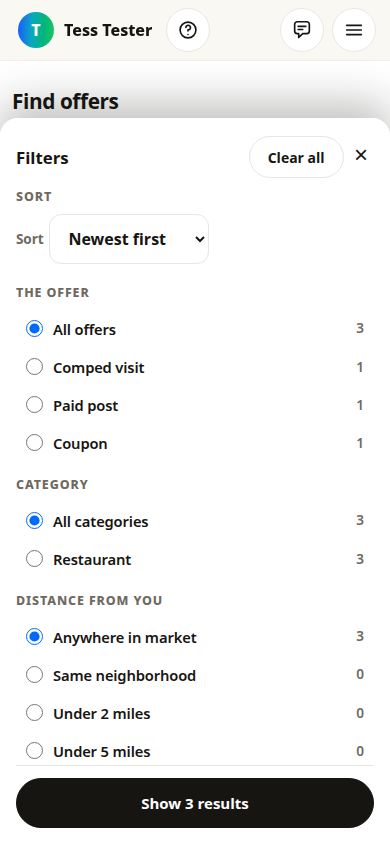 T Tess Tester
Find offers
Filters Clear all ✕
SORT
Sort Newest first
THE OFFER
All offers 3
Comped visit 1
Paid post 1
Coupon 1
CATEGORY
All categories 3
Restaurant 3
DISTANCE FROM YOU
Anywhere in market 3
Same neighborhood 0
Under 2 miles 0
Under 5 miles 0
Show 3 results